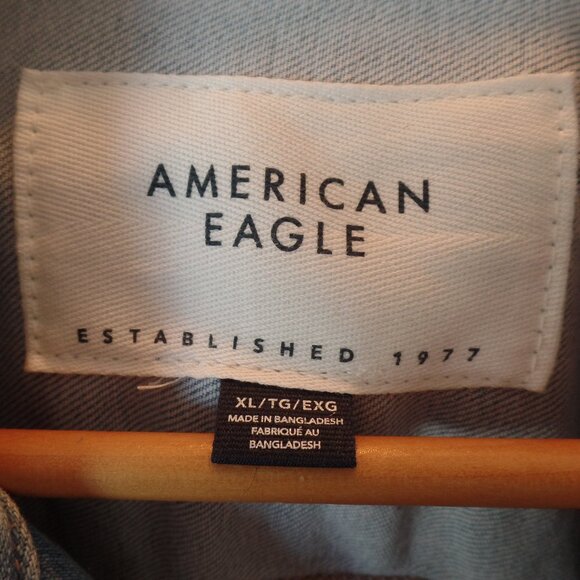 AMERICAN
EAGLE
ESTABLISHED 1977
XL/TG/EXG
MADE IN BANGLADESH
FABRIQUÉ AU
BANGLADESH